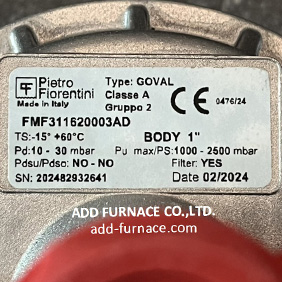 Pietro Fiorentini
Made in Italy
Type: GOVAL
Classe A
Gruppo 2
CE 0476/24
FMF311620003AD
TS:-15° +60°C BODY 1"
Pd:10 - 30 mbar Pu max/PS:1000 - 2500 mbar
Pdsu/Pdso: NO - NO Filter: YES
SN: 202482932641 Date 02/2024
ADD FURNACE CO.,LTD.
add-furnace.com